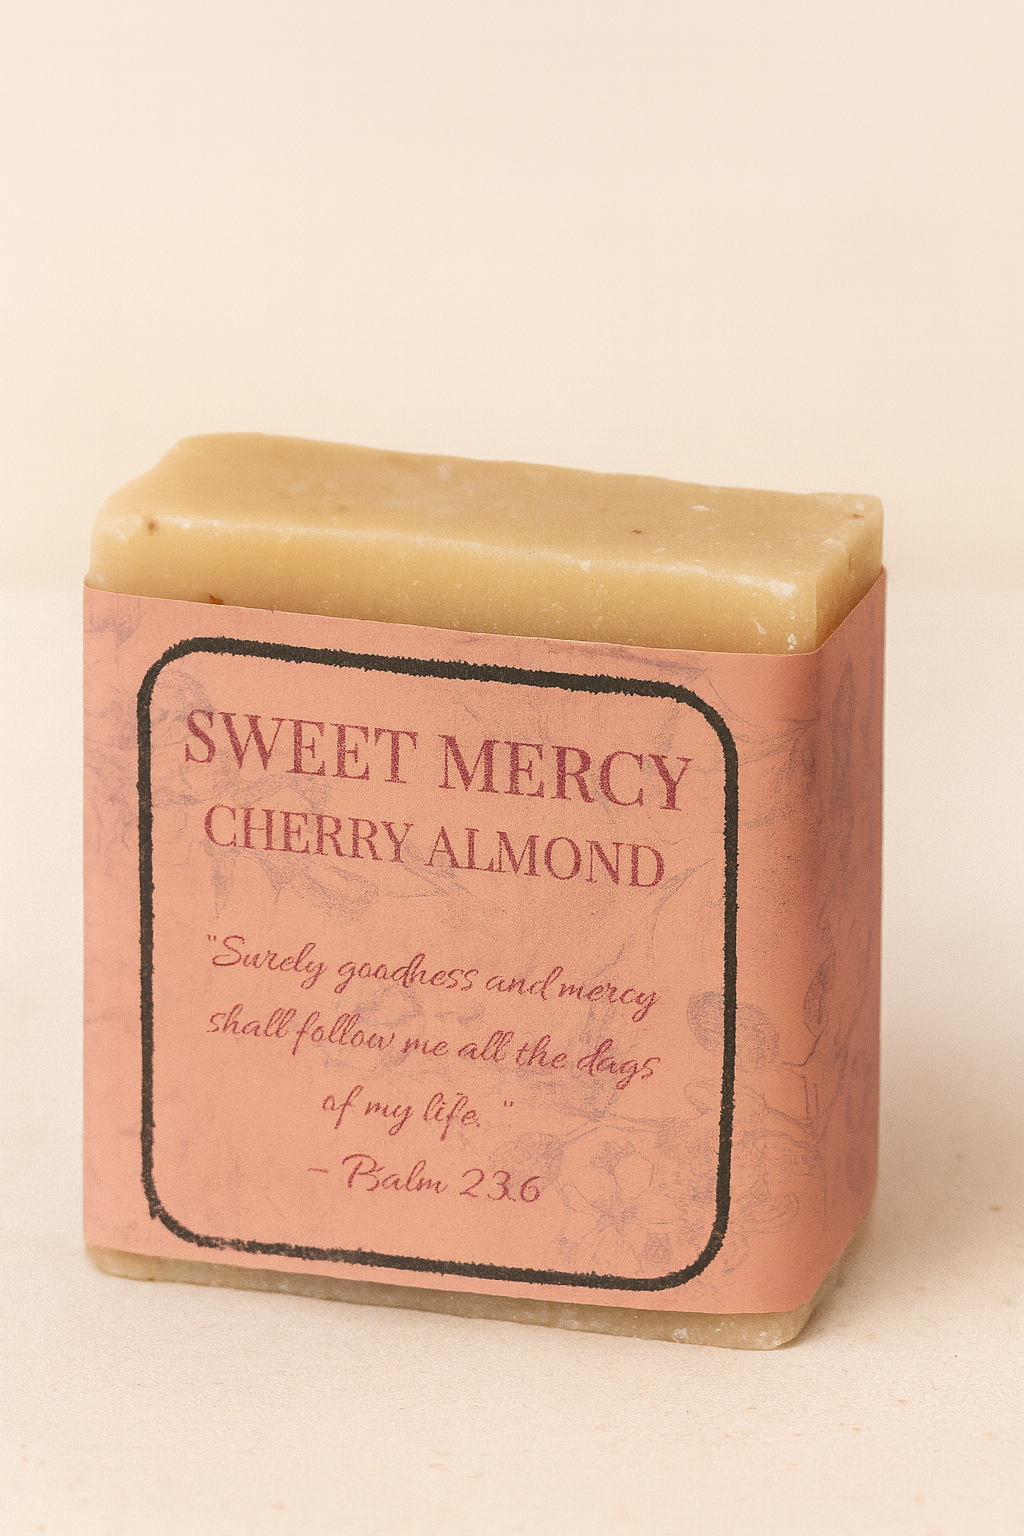 SWEET MERCY
CHERRY ALMOND
"Surely goodness and mercy
shall follow me all the dags
of my life. "
– Psalm 23.6